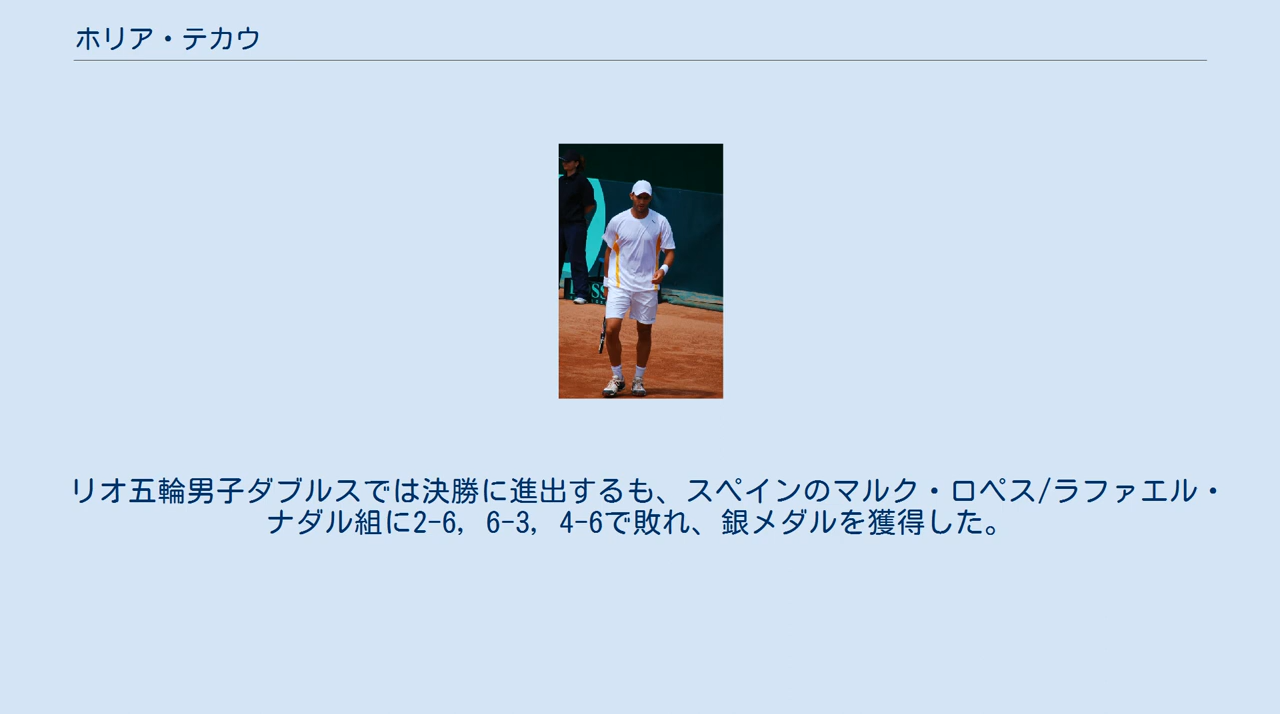 ホリア・テカウ
リオ五輪男子ダブルスでは決勝に進出するも、スペインのマルク・ロペス/ラファエル・
ナダル組に2-6, 6-3, 4-6で敗れ、銀メダルを獲得した。